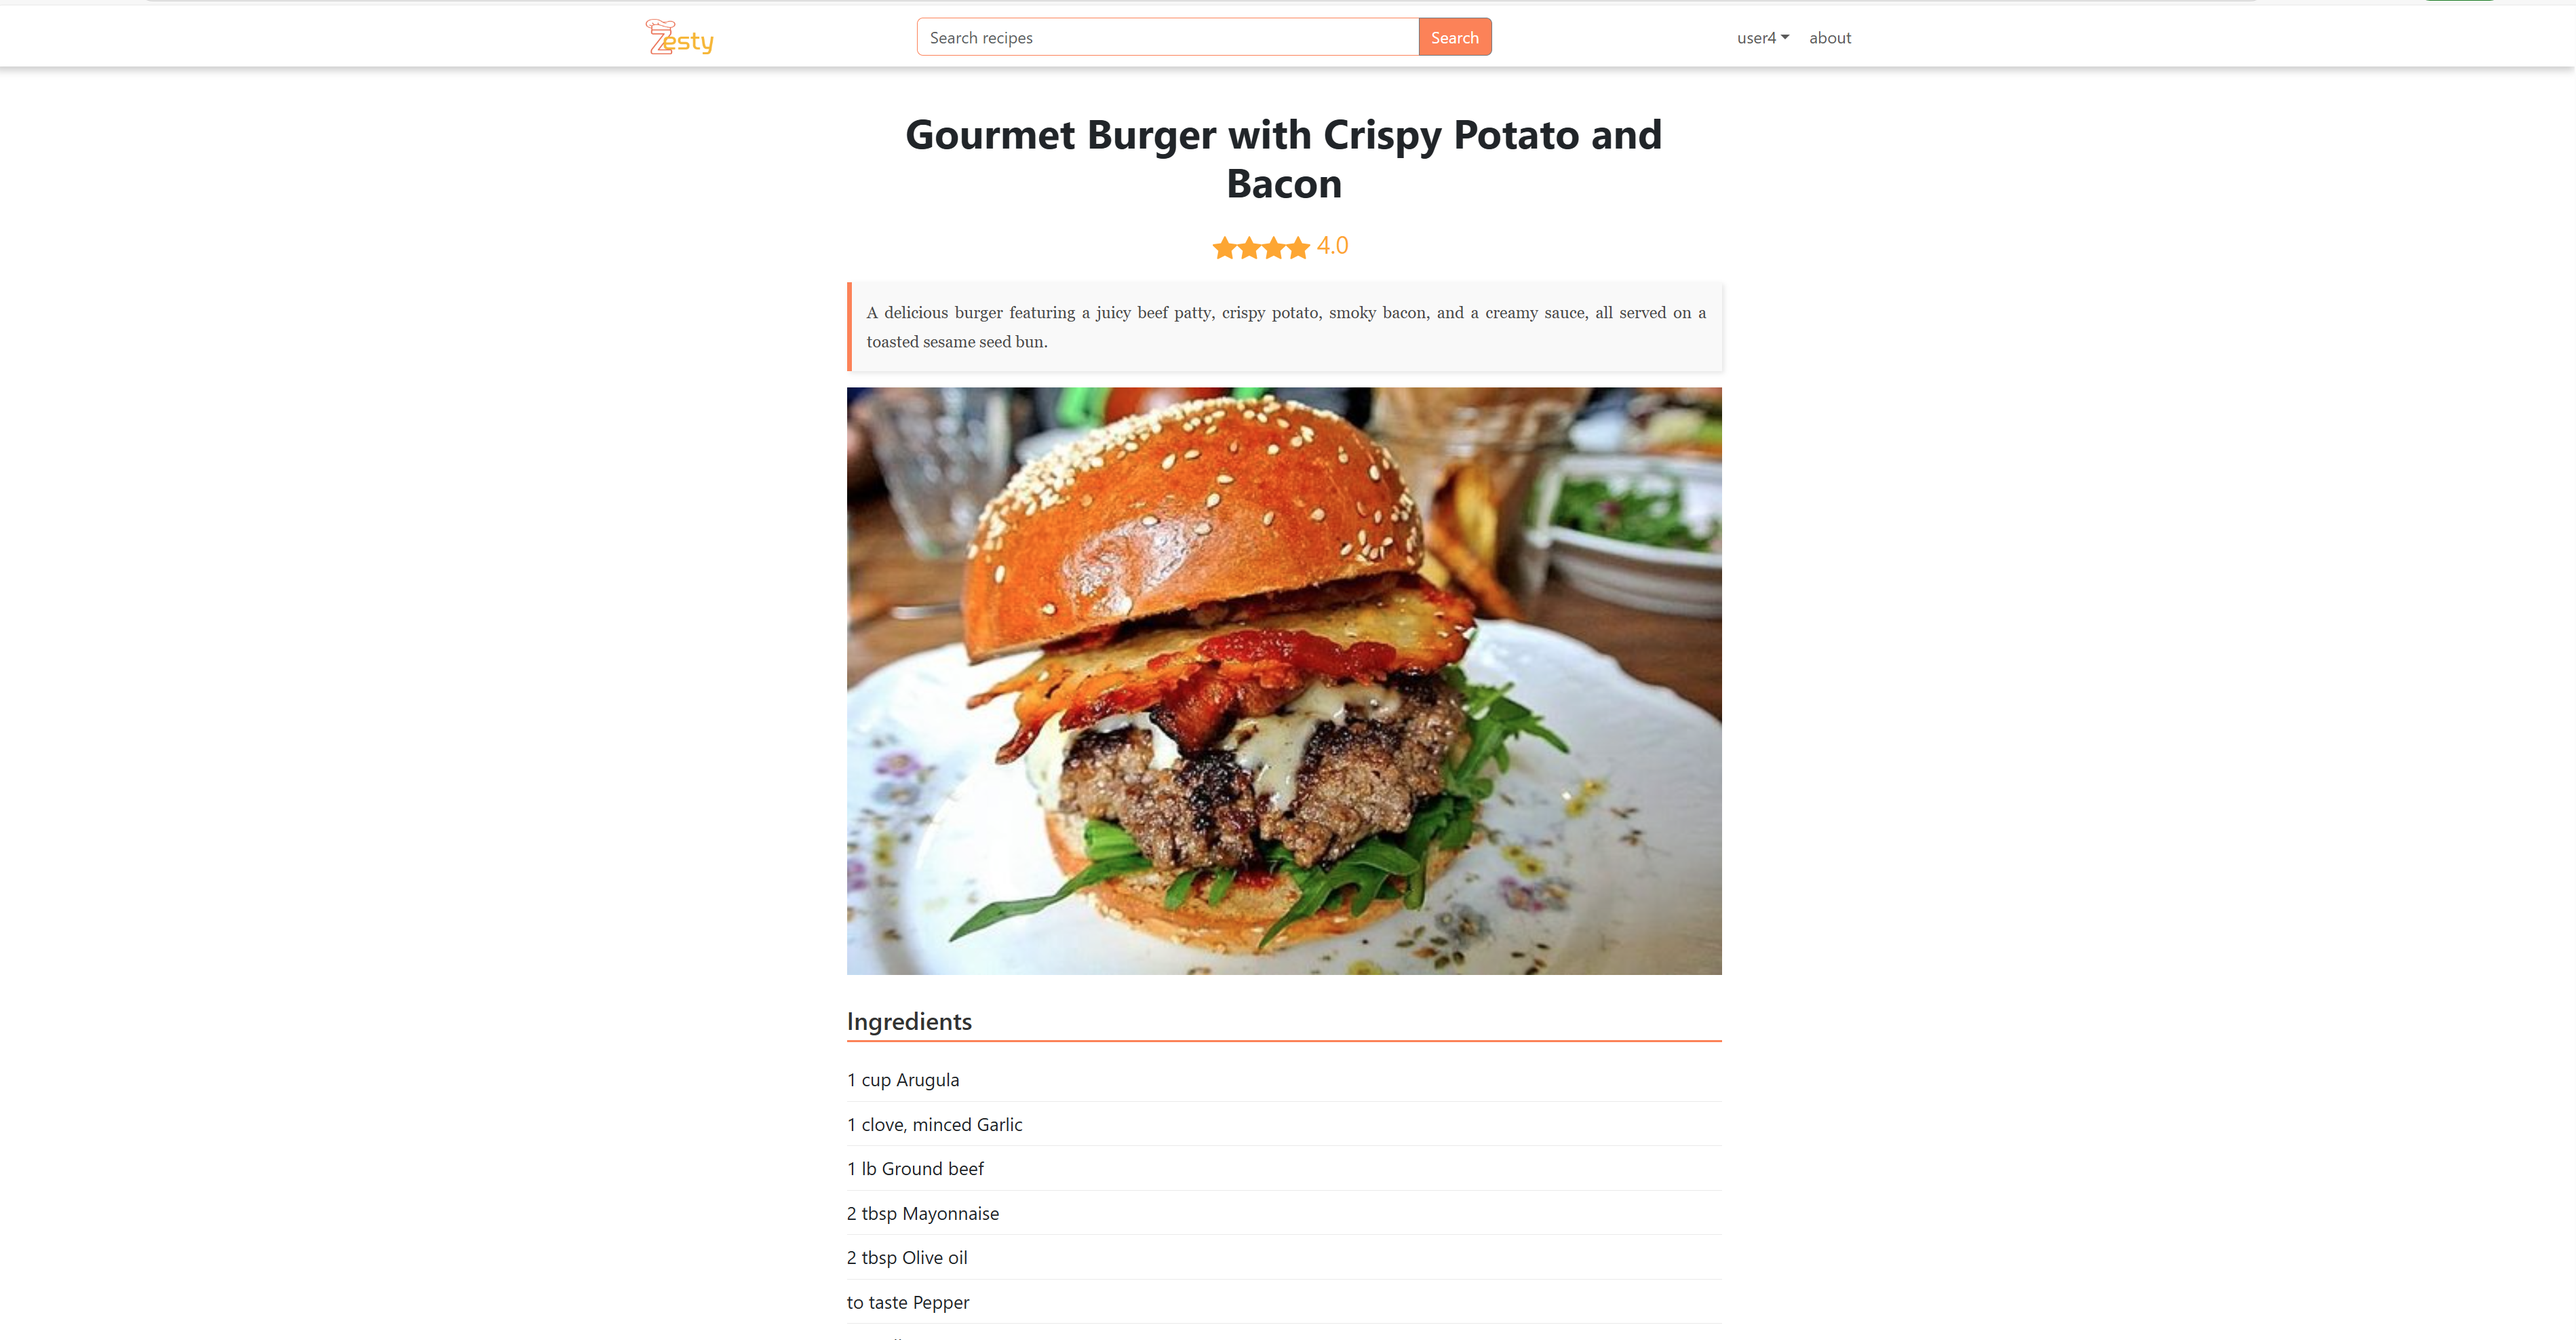 Zesty
Search recipes
Search
user4
about
Gourmet Burger with Crispy Potato and
Bacon
4.0
A delicious burger featuring a juicy beef patty, crispy potato, smoky bacon, and a creamy sauce, all served on a
toasted sesame seed bun.
Ingredients
1 cup Arugula
1 clove, minced Garlic
1 lb Ground beef
2 tbsp Mayonnaise
2 tbsp Olive oil
to taste Pepper